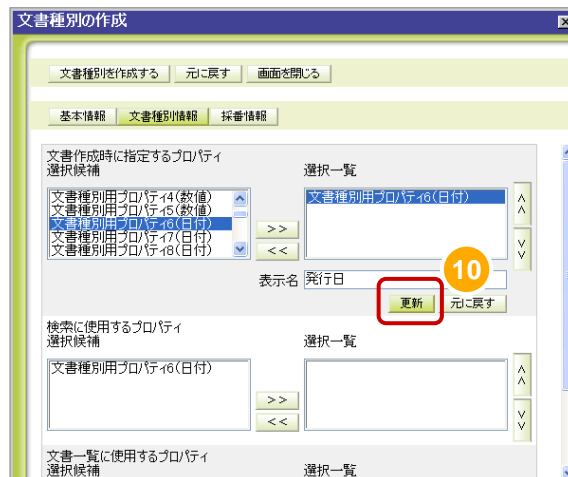 文書種別の作成
文書種別を作成する 元に戻す 画面を閉じる
基本情報 文書種別情報 採番情報
文書作成時に指定するプロパティ
選択候補 選択一覧
文書種別用プロパティ4(数値)
文書種別用プロパティ5(数値)
文書種別用プロパティ6(日付)
文書種別用プロパティ7(日付)
文書種別用プロパティ8(日付)
>>
<<
文書種別用プロパティ6(日付)
表示名 発行日
10
更新 元に戻す
検索に使用するプロパティ
選択候補 選択一覧
文書種別用プロパティ6(日付)
>>
<<
文書一覧に使用するプロパティ
選択候補 選択一覧